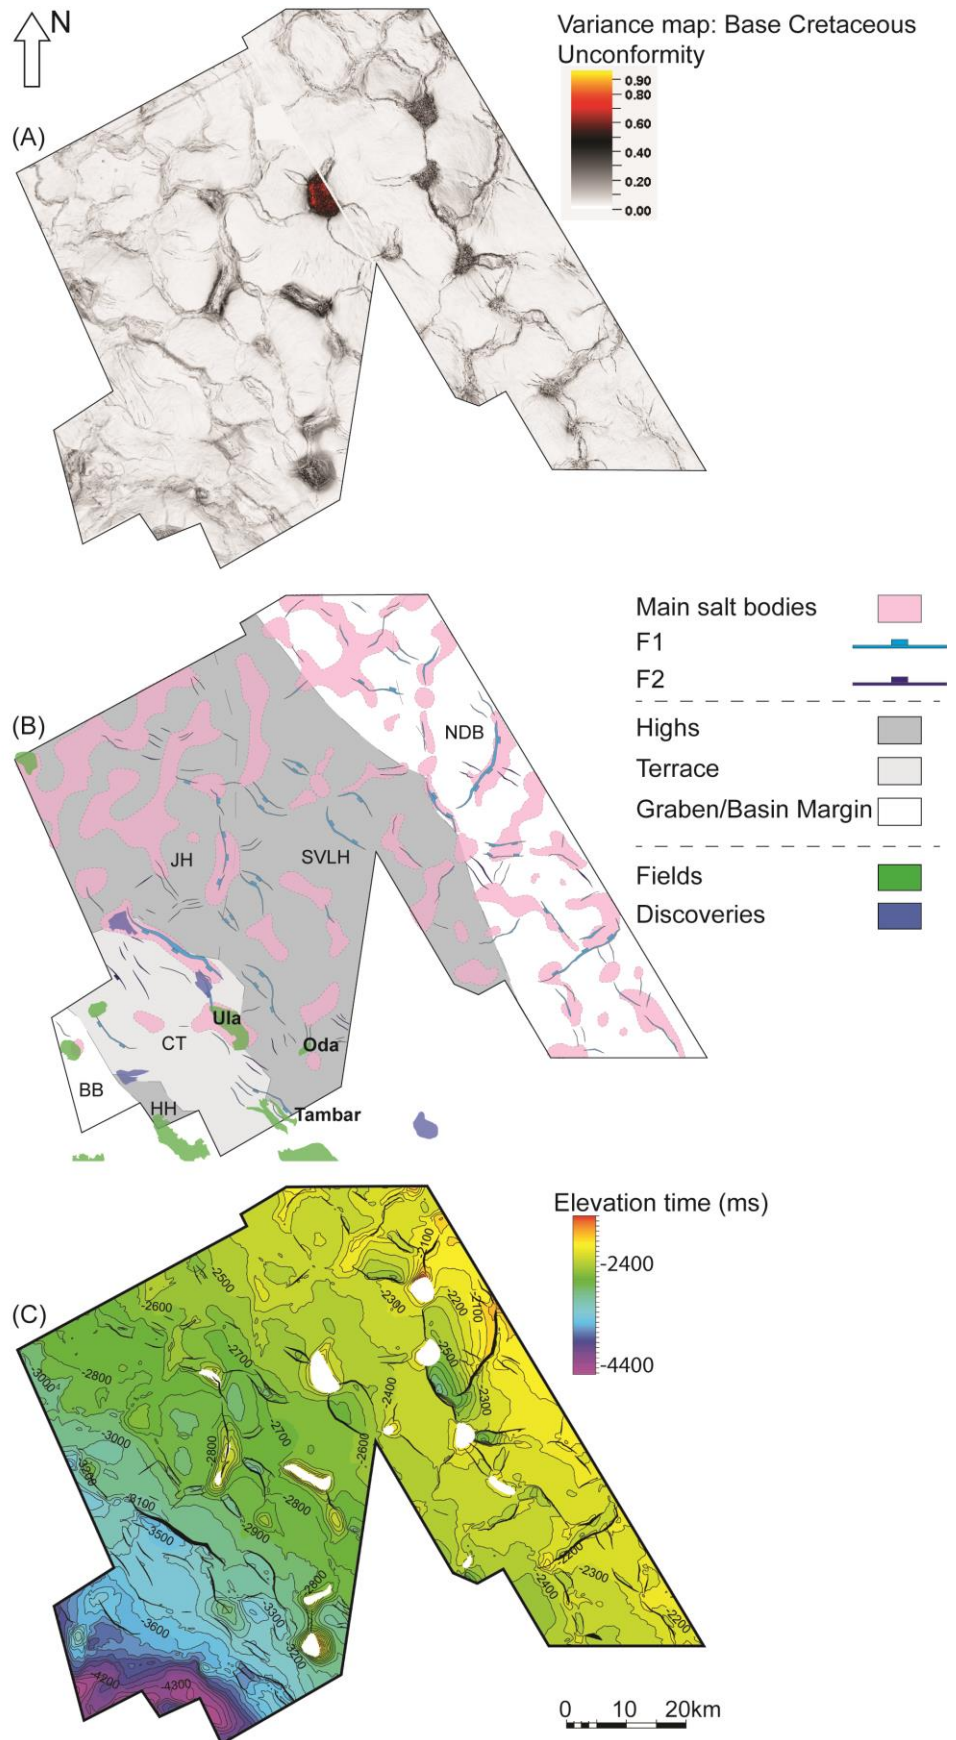 N
Variance map: Base Cretaceous
Unconformity
0.90
0.80
0.60
0.40
0.20
0.00
(A)
(B)
Main salt bodies
F1
F2
Highs
Terrace
Graben/Basin Margin
Fields
Discoveries
NDB
JH
SVLH
Ula
CT
Oda
BB
HH
Tambar
(C)
Elevation time (ms)
-2400
-4400
-2100
-2500
-2300
-2200
-2600
-2100
-2700
-2500
-3000
-2800
-2400
-2300
-3000
-2800
-2700
-2600
-3200
-2800
-3100
-3500
-2900
-2200
-2300
-2400
-2800
-3300
-2200
-3600
-3200
-4200
-4300
0 10 20km